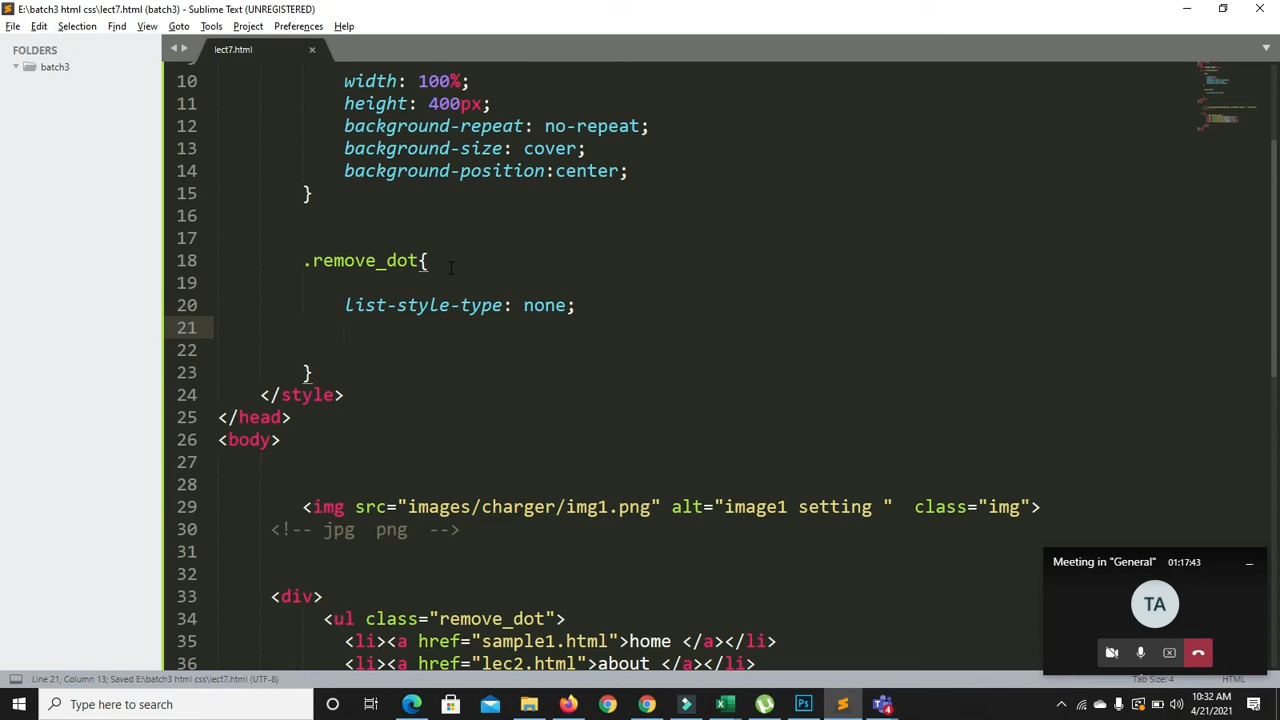 E:\batch3 html css\lect7.html (batch3) - Sublime Text (UNREGISTERED)
File Edit Selection Find View Goto Tools Project Preferences Help
FOLDERS
batch3
lect7.html ×
10 width: 100%;
11 height: 400px;
12 background-repeat: no-repeat;
13 background-size: cover;
14 background-position:center;
15 }
16
17
18 .remove_dot{
19
20 list-style-type: none;
21
22
23 }
24 </style>
25 </head>
26 <body>
27
28
29 <img src="images/charger/img1.png" alt="image1 setting "  class="img">
30 <!-- jpg  png  -->
31
32
33 <div>
34 <ul class="remove_dot">
35 <li><a href="sample1.html">home </a></li>
36 <li><a href="lec2.html">about </a></li>
Meeting in "General" 01:17:43
TA
Line 21, Column 13; Saved E:\batch3 html css\lect7.html (UTF-8) Tab Size: 4 HTML
Type here to search
10:32 AM
4/21/2021